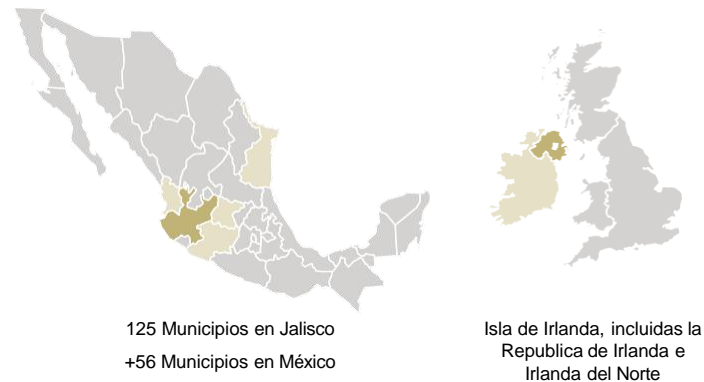 125 Municipios en Jalisco
+56 Municipios en México
Isla de Irlanda, incluidas la
Republica de Irlanda e
Irlanda del Norte